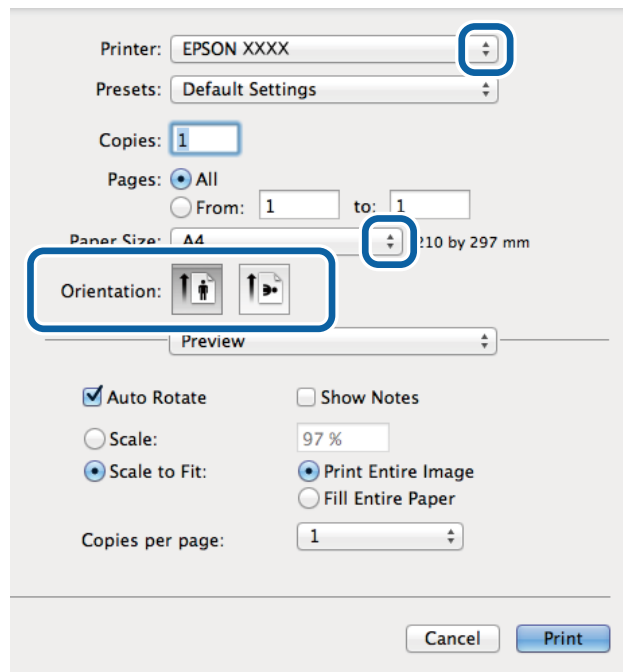 Printer: EPSON XXXX
Presets: Default Settings
Copies: 1
Pages: All
From: 1 to: 1
Paper Size: A4 210 by 297 mm
Orientation:
Preview
Auto Rotate Show Notes
Scale: 97 %
Scale to Fit: Print Entire Image
Fill Entire Paper
Copies per page: 1
Cancel Print